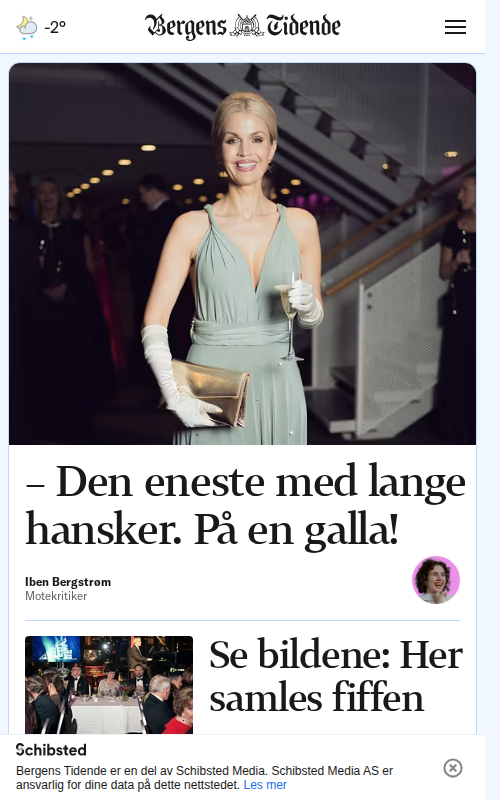 -2°
Bergens Tidende
– Den eneste med lange
hansker. På en galla!
Iben Bergstrøm
Motekritiker
Se bildene: Her
samles fiffen
Schibsted
Bergens Tidende er en del av Schibsted Media. Schibsted Media AS er
ansvarlig for dine data på dette nettstedet. Les mer